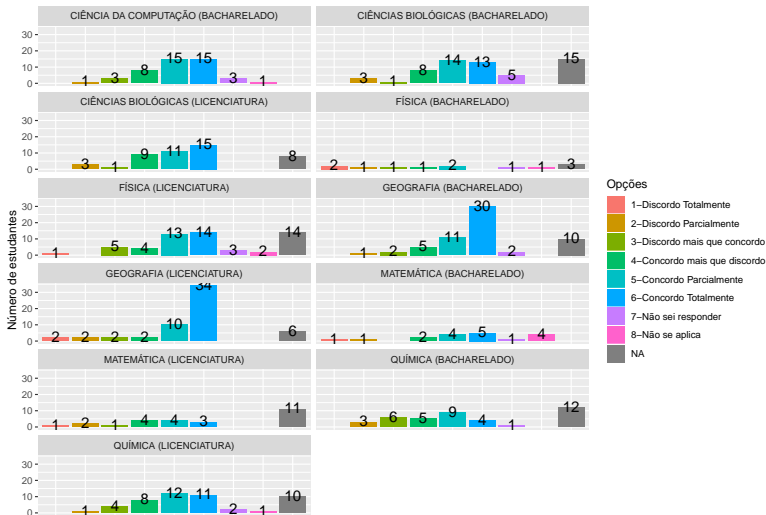 CIÊNCIA DA COMPUTAÇÃO (BACHARELADO)
30
20
10
0
1 3 8 15 15 3 1
CIÊNCIAS BIOLÓGICAS (BACHARELADO)
3 1 8 14 13 5 15
CIÊNCIAS BIOLÓGICAS (LICENCIATURA)
30
20
10
0
3 1 9 11 15 8
FÍSICA (BACHARELADO)
2 1 1 1 2 1 1 3
FÍSICA (LICENCIATURA)
30
20
10
0
1 5 4 13 14 3 2 14
GEOGRAFIA (BACHARELADO)
1 2 5 11 30 2 10
GEOGRAFIA (LICENCIATURA)
30
20
10
0
2 2 2 2 10 34 6
MATEMÁTICA (BACHARELADO)
1 1 2 4 5 1 4
MATEMÁTICA (LICENCIATURA)
30
20
10
0
1 2 1 4 4 3 11
QUÍMICA (BACHARELADO)
3 6 5 9 4 1 12
QUÍMICA (LICENCIATURA)
30
20
10
0
1 4 8 12 11 2 1 10
Número de estudantes
Opções
1−Discordo Totalmente
2−Discordo Parcialmente
3−Discordo mais que concordo
4−Concordo mais que discordo
5−Concordo Parcialmente
6−Concordo Totalmente
7−Não sei responder
8−Não se aplica
NA